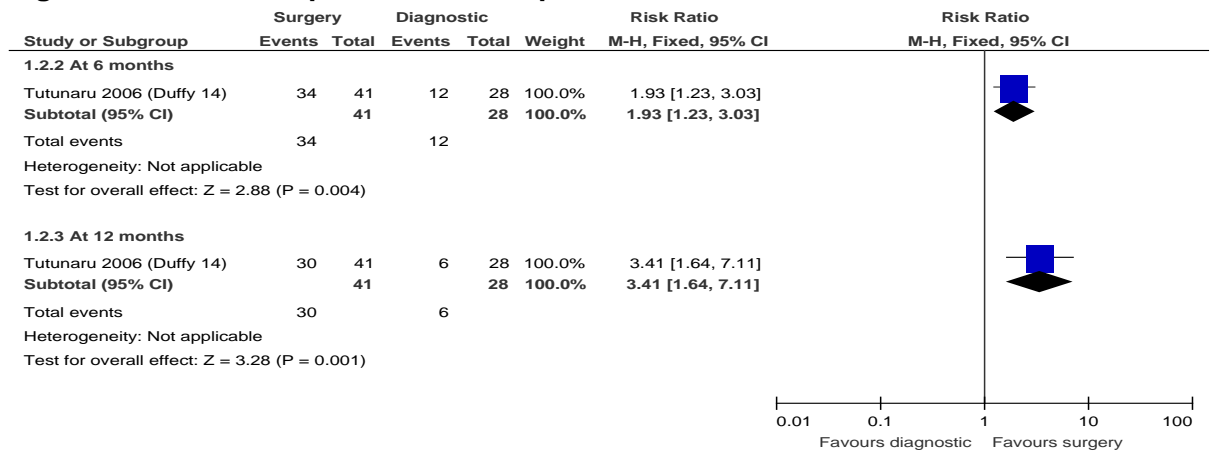 Surgery Diagnostic Risk Ratio Risk Ratio
Study or Subgroup Events Total Events Total Weight M-H, Fixed, 95% CI M-H, Fixed, 95% CI
1.2.2 At 6 months
Tutunaru 2006 (Duffy 14) 34 41 12 28 100.0% 1.93 [1.23, 3.03]
Subtotal (95% CI) 41 28 100.0% 1.93 [1.23, 3.03]
Total events 34 12
Heterogeneity: Not applicable
Test for overall effect: Z = 2.88 (P = 0.004)
1.2.3 At 12 months
Tutunaru 2006 (Duffy 14) 30 41 6 28 100.0% 3.41 [1.64, 7.11]
Subtotal (95% CI) 41 28 100.0% 3.41 [1.64, 7.11]
Total events 30 6
Heterogeneity: Not applicable
Test for overall effect: Z = 3.28 (P = 0.001)
0.01 0.1 1 10 100
Favours diagnostic Favours surgery